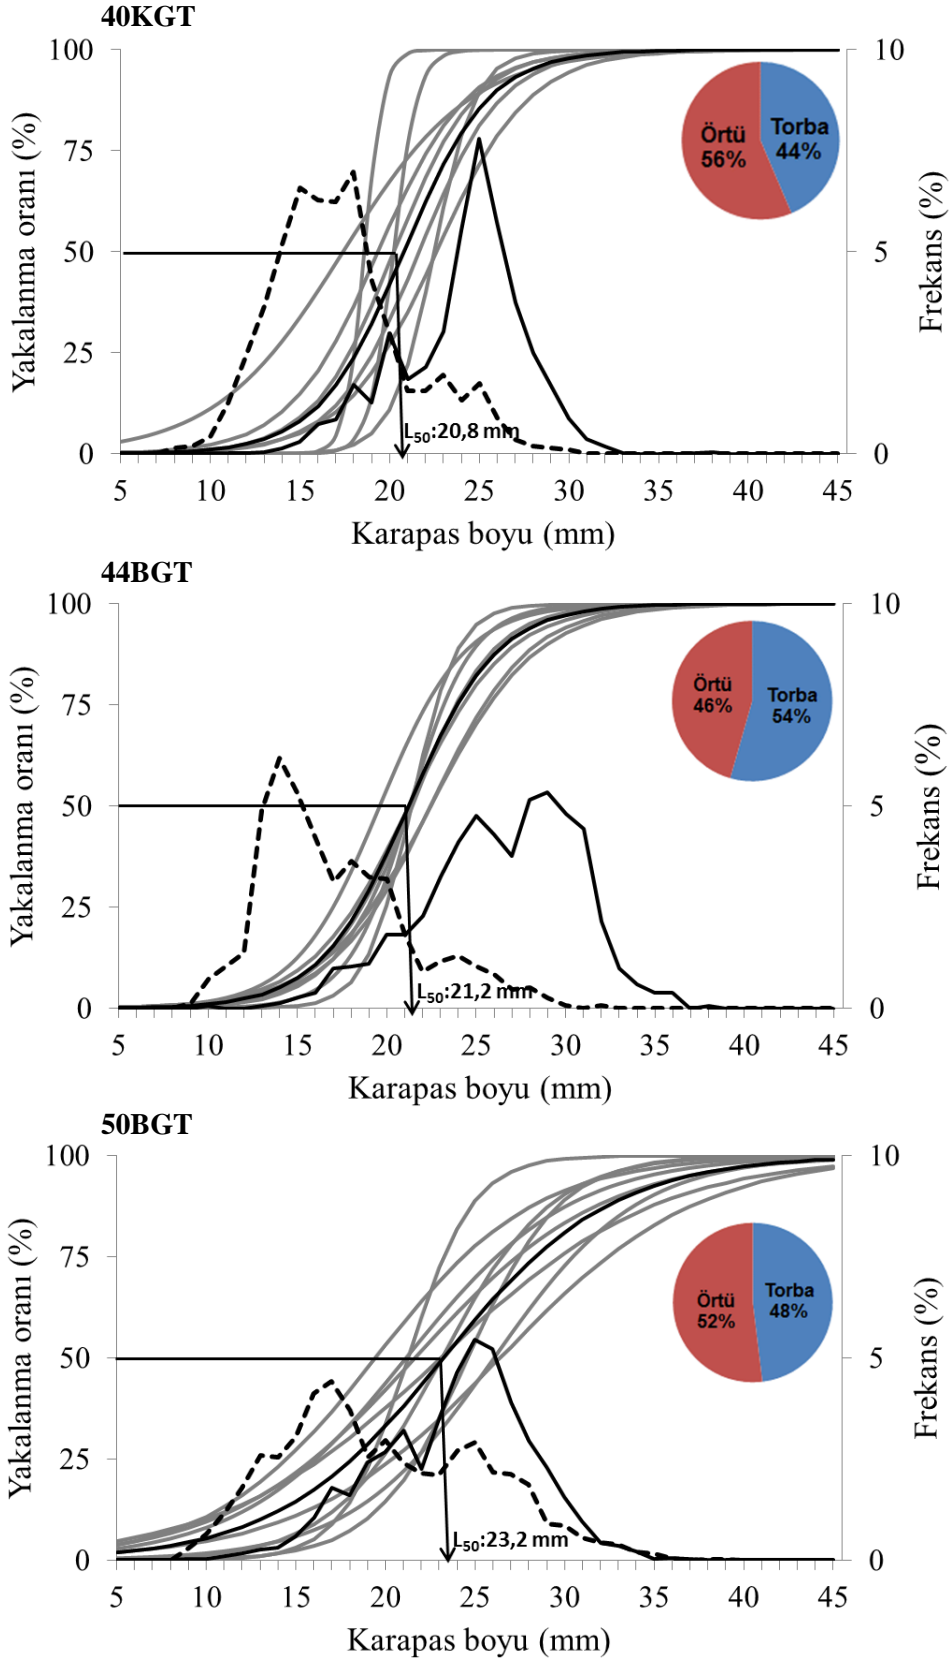 40KGT
100
75
50
25
0
Yakalanma oranı (%)
10
5
0
Frekans (%)
Örtü
56%
Torba
44%
L50:20,8 mm
5 10 15 20 25 30 35 40 45
Karapas boyu (mm)
44BGT
100
75
50
25
0
Yakalanma oranı (%)
10
5
0
Frekans (%)
Örtü
46%
Torba
54%
L50:21,2 mm
5 10 15 20 25 30 35 40 45
Karapas boyu (mm)
50BGT
100
75
50
25
0
Yakalanma oranı (%)
10
5
0
Frekans (%)
Örtü
52%
Torba
48%
L50:23,2 mm
5 10 15 20 25 30 35 40 45
Karapas boyu (mm)